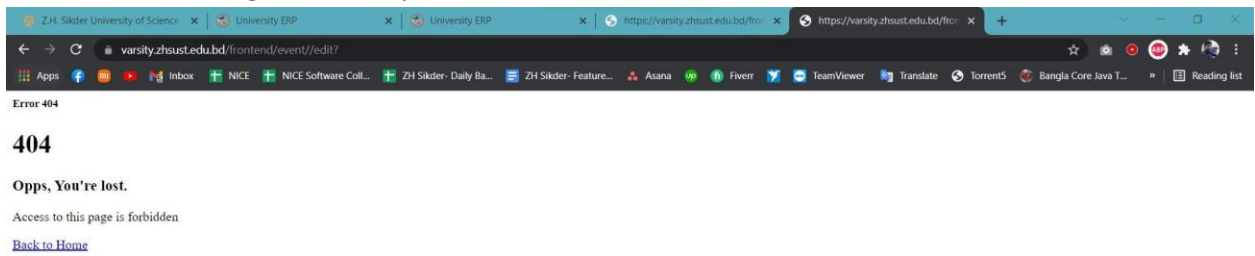 Z.H. Sikder University of Science
University ERP
University ERP
https://varsity.zhsust.edu.bd/fron
https://varsity.zhsust.edu.bd/fron
varsity.zhsust.edu.bd/frontend/event//edit?
Apps Inbox NICE NICE Software Coll... ZH Sikder- Daily Ba... ZH Sikder- Feature... Asana up Fiverr TeamViewer Translate Torrent5 Bangla Core Java T... » Reading list
Error 404
404
Opps, You're lost.
Access to this page is forbidden
Back to Home